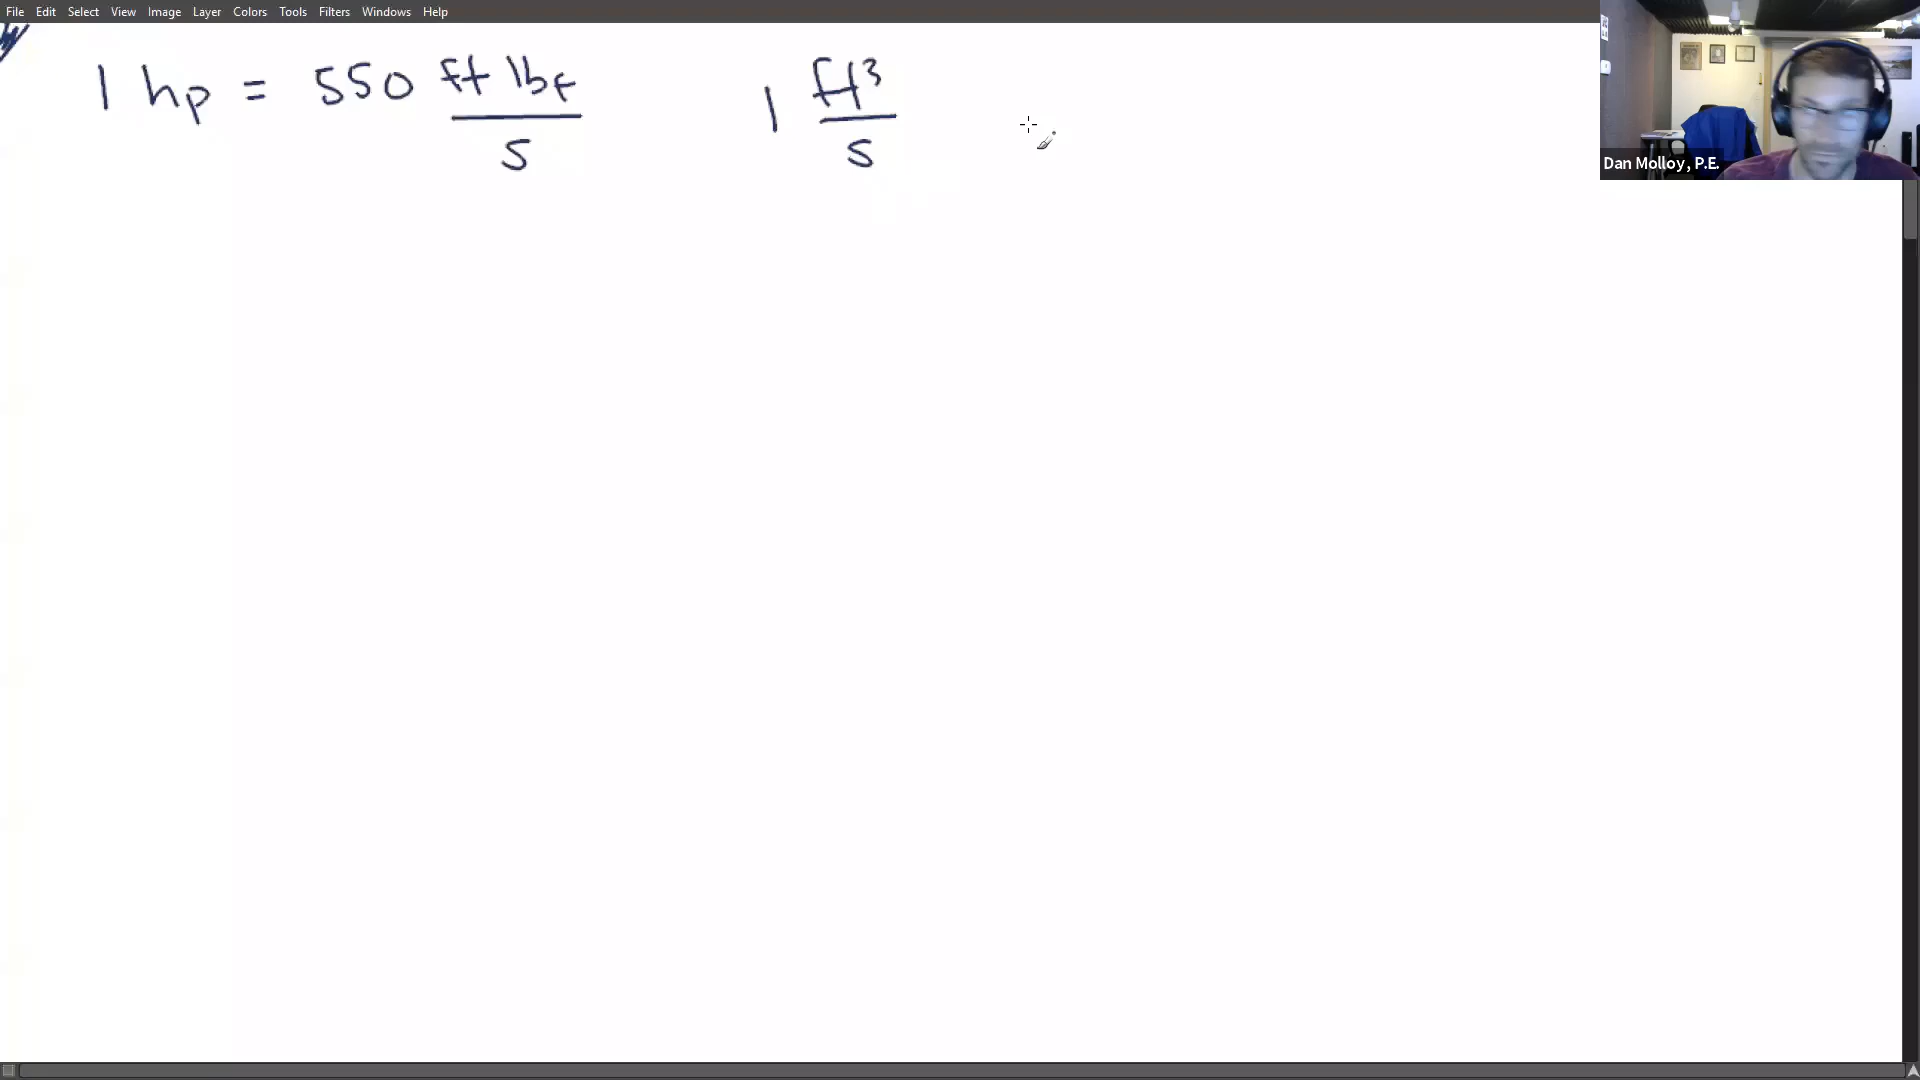 File Edit Select View Image Layer Colors Tools Filters Windows Help
1 hp = 550 ft lbf / s
1 ft³ / s
Dan Molloy, P.E.